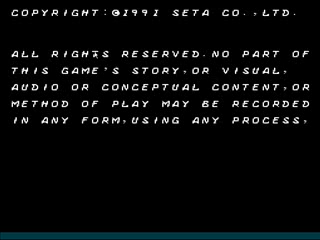 COPYRIGHT:©1991 SETA CO.,LTD.
ALL RIGHTS RESERVED.NO PART OF
THIS GAME'S STORY,OR VISUAL,
AUDIO OR CONCEPTUAL CONTENT,OR
METHOD OF PLAY MAY BE RECORDED
IN ANY FORM,USING ANY PROCESS,